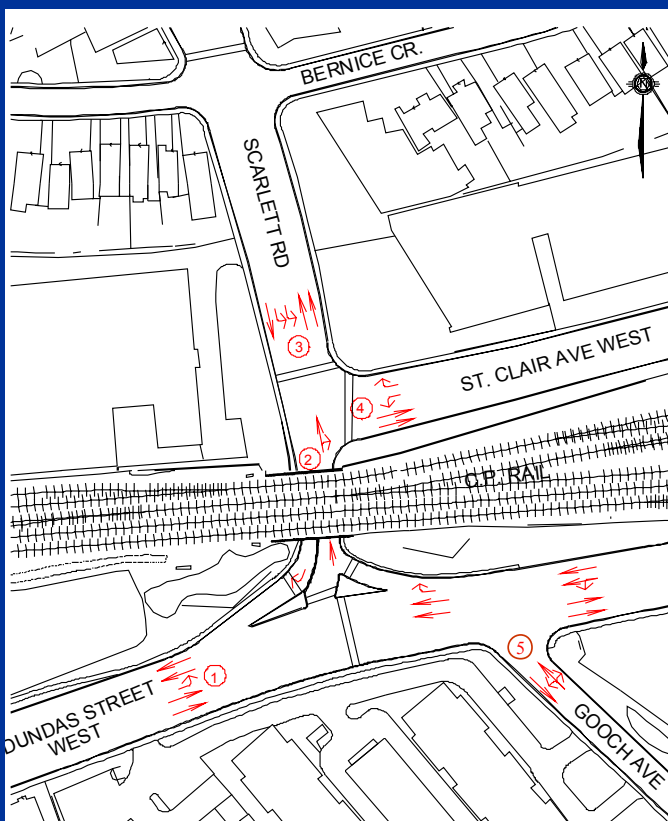 BERNICE CR.
SCARLETT RD
3
ST. CLAIR AVE WEST
4
2
C.P. RAIL
5
1
DUNDAS STREET
WEST
GOOCH AVE